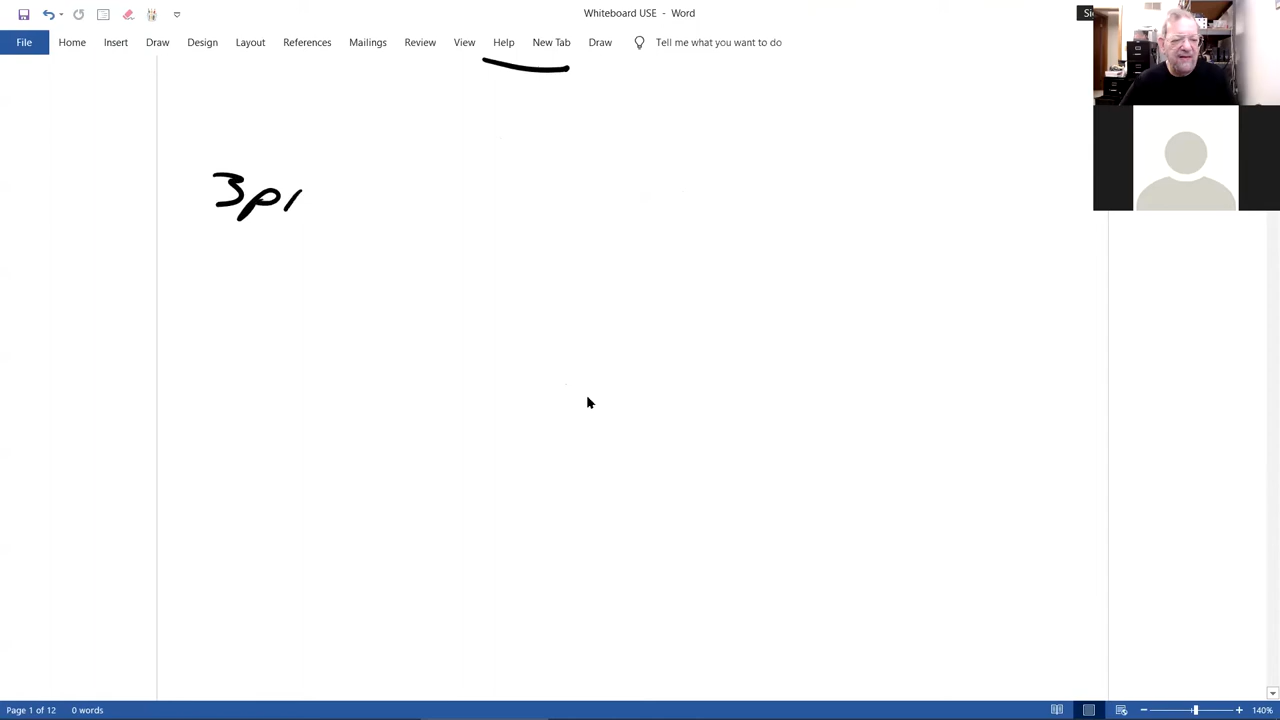 Whiteboard USE - Word
File Home Insert Draw Design Layout References Mailings Review View Help New Tab Draw Tell me what you want to do
3p
Page 1 of 12 0 words 140%